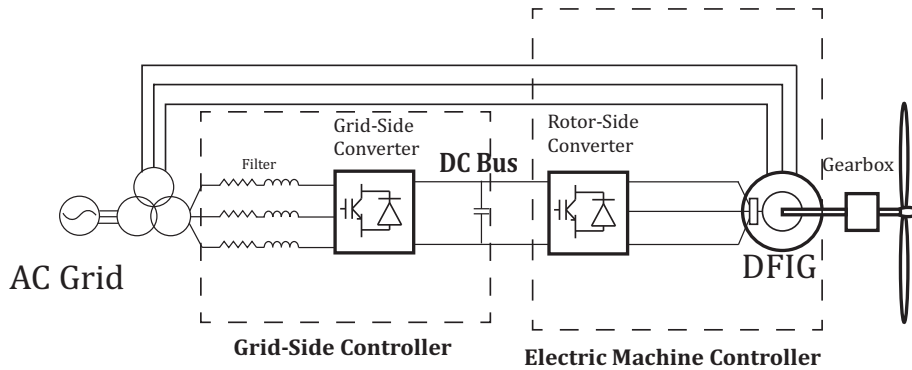 Grid-Side
Converter
Rotor-Side
Converter
Filter
DC Bus
Gearbox
AC Grid
DFIG
Grid-Side Controller
Electric Machine Controller